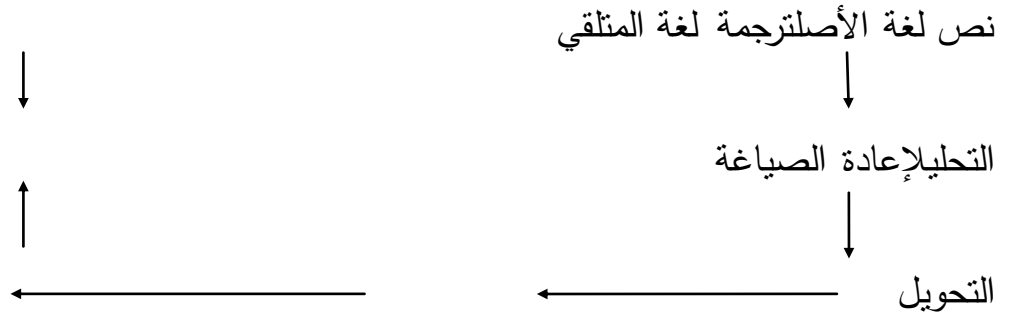 نص لغة الأصلترجمة لغة المتلقي
التحليلإعادة الصياغة
التحويل